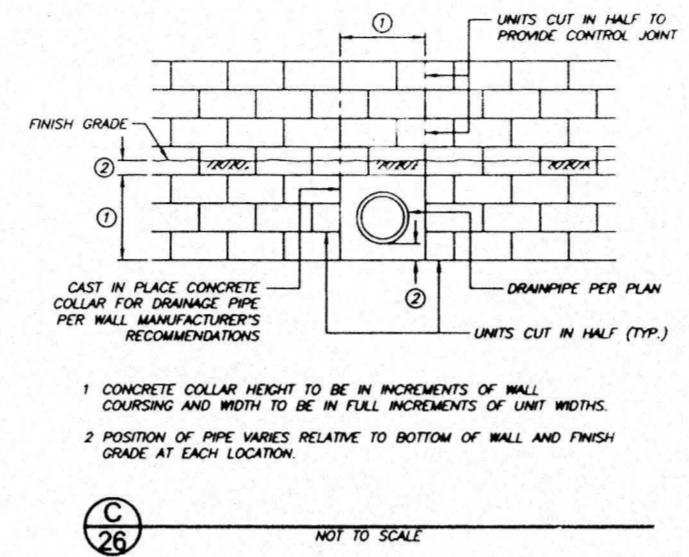 ①
UNITS CUT IN HALF TO
PROVIDE CONTROL JOINT
FINISH GRADE
②
①
②
CAST IN PLACE CONCRETE
COLLAR FOR DRAINAGE PIPE
PER WALL MANUFACTURER'S
RECOMMENDATIONS
DRAINPIPE PER PLAN
UNITS CUT IN HALF (TYP.)
1 CONCRETE COLLAR HEIGHT TO BE IN INCREMENTS OF WALL
COURSING AND WIDTH TO BE IN FULL INCREMENTS OF UNIT WIDTHS.
2 POSITION OF PIPE VARIES RELATIVE TO BOTTOM OF WALL AND FINISH
GRADE AT EACH LOCATION.
C
26
NOT TO SCALE